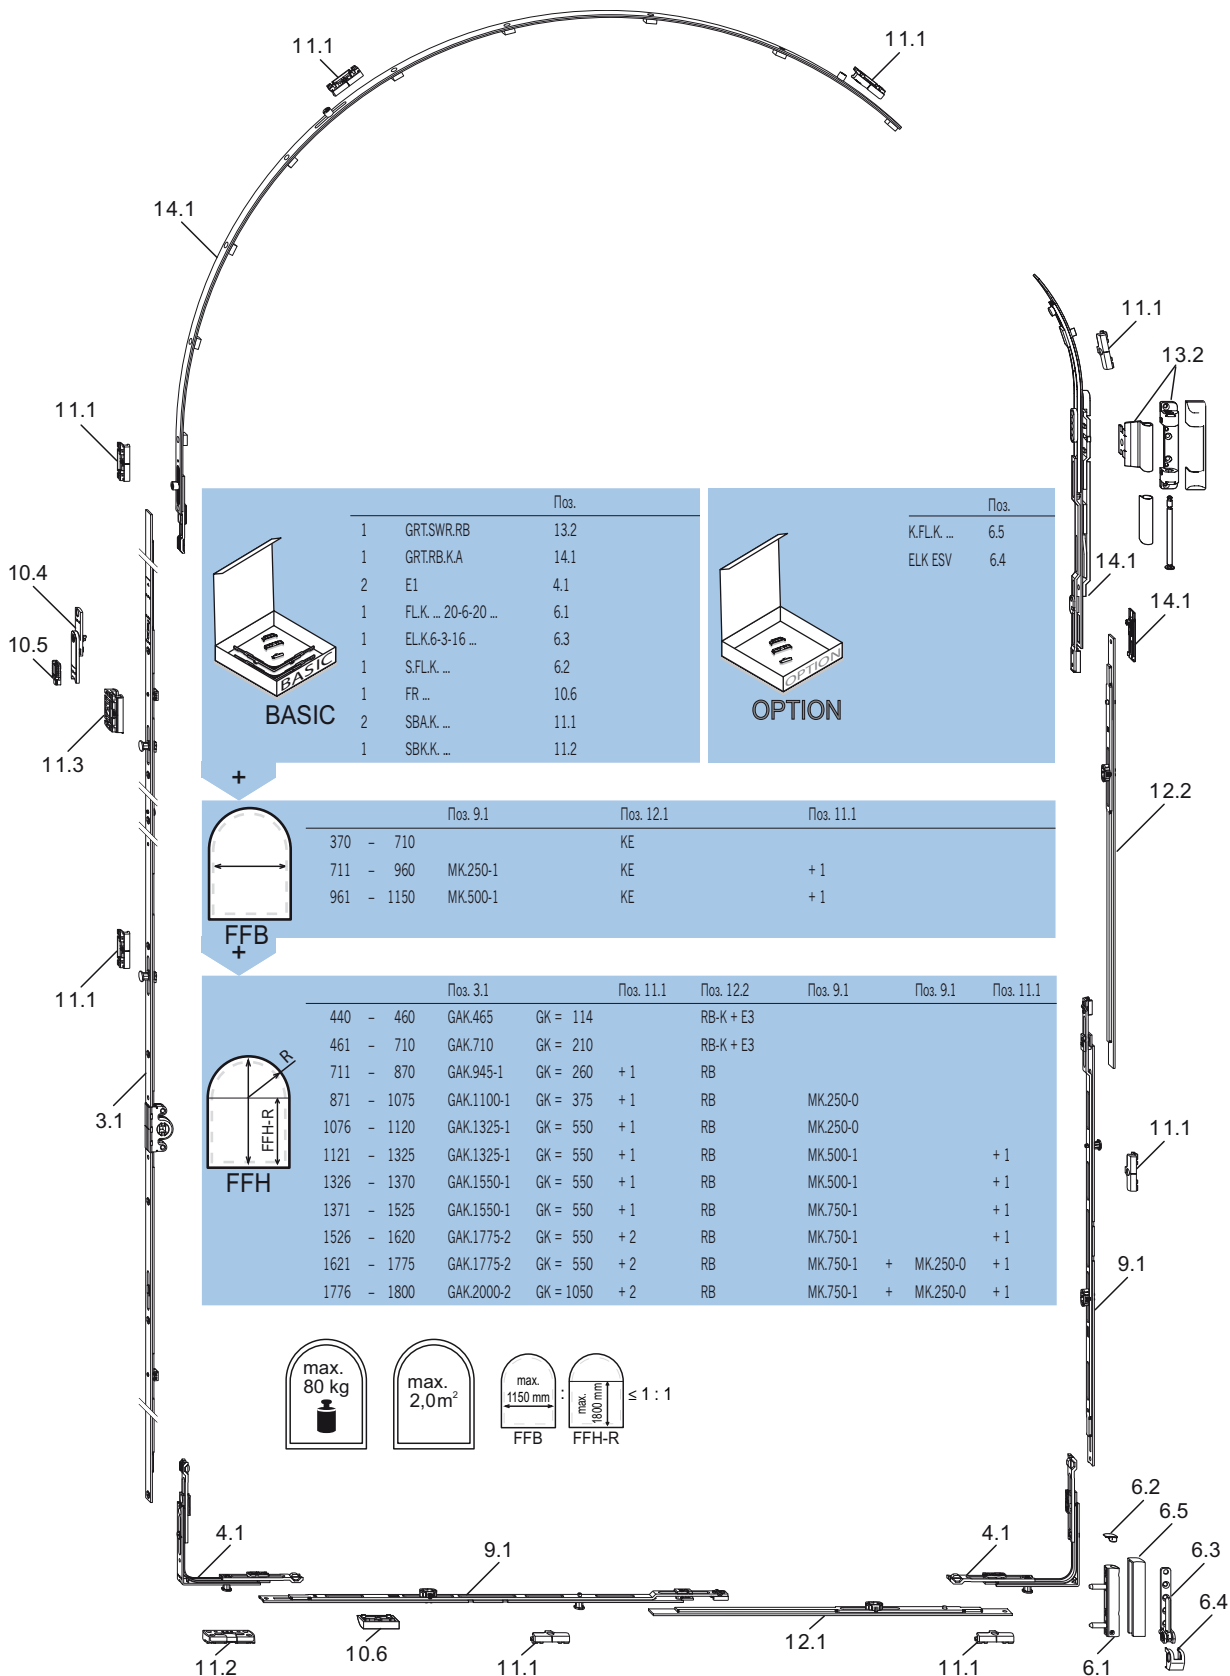 11.1
11.1
14.1
11.1
13.2
11.1
10.4
10.5
11.3
14.1
14.1
Поз.
1 GRT.SWR.RB 13.2
1 GRT.RB.K.A 14.1
2 E1 4.1
1 FL.K. ... 20-6-20 ... 6.1
1 EL.K.6-3-16 ... 6.3
1 S.FL.K. ... 6.2
1 FR ... 10.6
2 SBA.K. ... 11.1
1 SBK.K. ... 11.2
BASIC
BASIC
Поз.
K.FL.K. ... 6.5
ELK ESV 6.4
OPTION
OPTION
+
12.2
Поз. 9.1 Поз. 12.1 Поз. 11.1
370 – 710 KE
711 – 960 MK.250-1 KE + 1
961 – 1150 MK.500-1 KE + 1
FFB
+
11.1
Поз. 3.1 Поз. 11.1 Поз. 12.2 Поз. 9.1 Поз. 9.1 Поз. 11.1
440 – 460 GAK.465 GK = 114 RB-K + E3
461 – 710 GAK.710 GK = 210 RB-K + E3
711 – 870 GAK.945-1 GK = 260 + 1 RB
871 – 1075 GAK.1100-1 GK = 375 + 1 RB MK.250-0
1076 – 1120 GAK.1325-1 GK = 550 + 1 RB MK.250-0
1121 – 1325 GAK.1325-1 GK = 550 + 1 RB MK.500-1 + 1
1326 – 1370 GAK.1550-1 GK = 550 + 1 RB MK.500-1 + 1
1371 – 1525 GAK.1550-1 GK = 550 + 1 RB MK.750-1 + 1
1526 – 1620 GAK.1775-2 GK = 550 + 2 RB MK.750-1 + 1
1621 – 1775 GAK.1775-2 GK = 550 + 2 RB MK.750-1 + MK.250-0 + 1
1776 – 1800 GAK.2000-2 GK = 1050 + 2 RB MK.750-1 + MK.250-0 + 1
R
FFH-R
FFH
3.1
11.1
9.1
max.
80 kg
max.
2,0m²
max.
1150 mm
FFB
:
max.
1800 mm
FFH-R
≤ 1 : 1
4.1
9.1
4.1
6.2
6.5
6.3
6.4
11.2
10.6
11.1
12.1
11.1
6.1